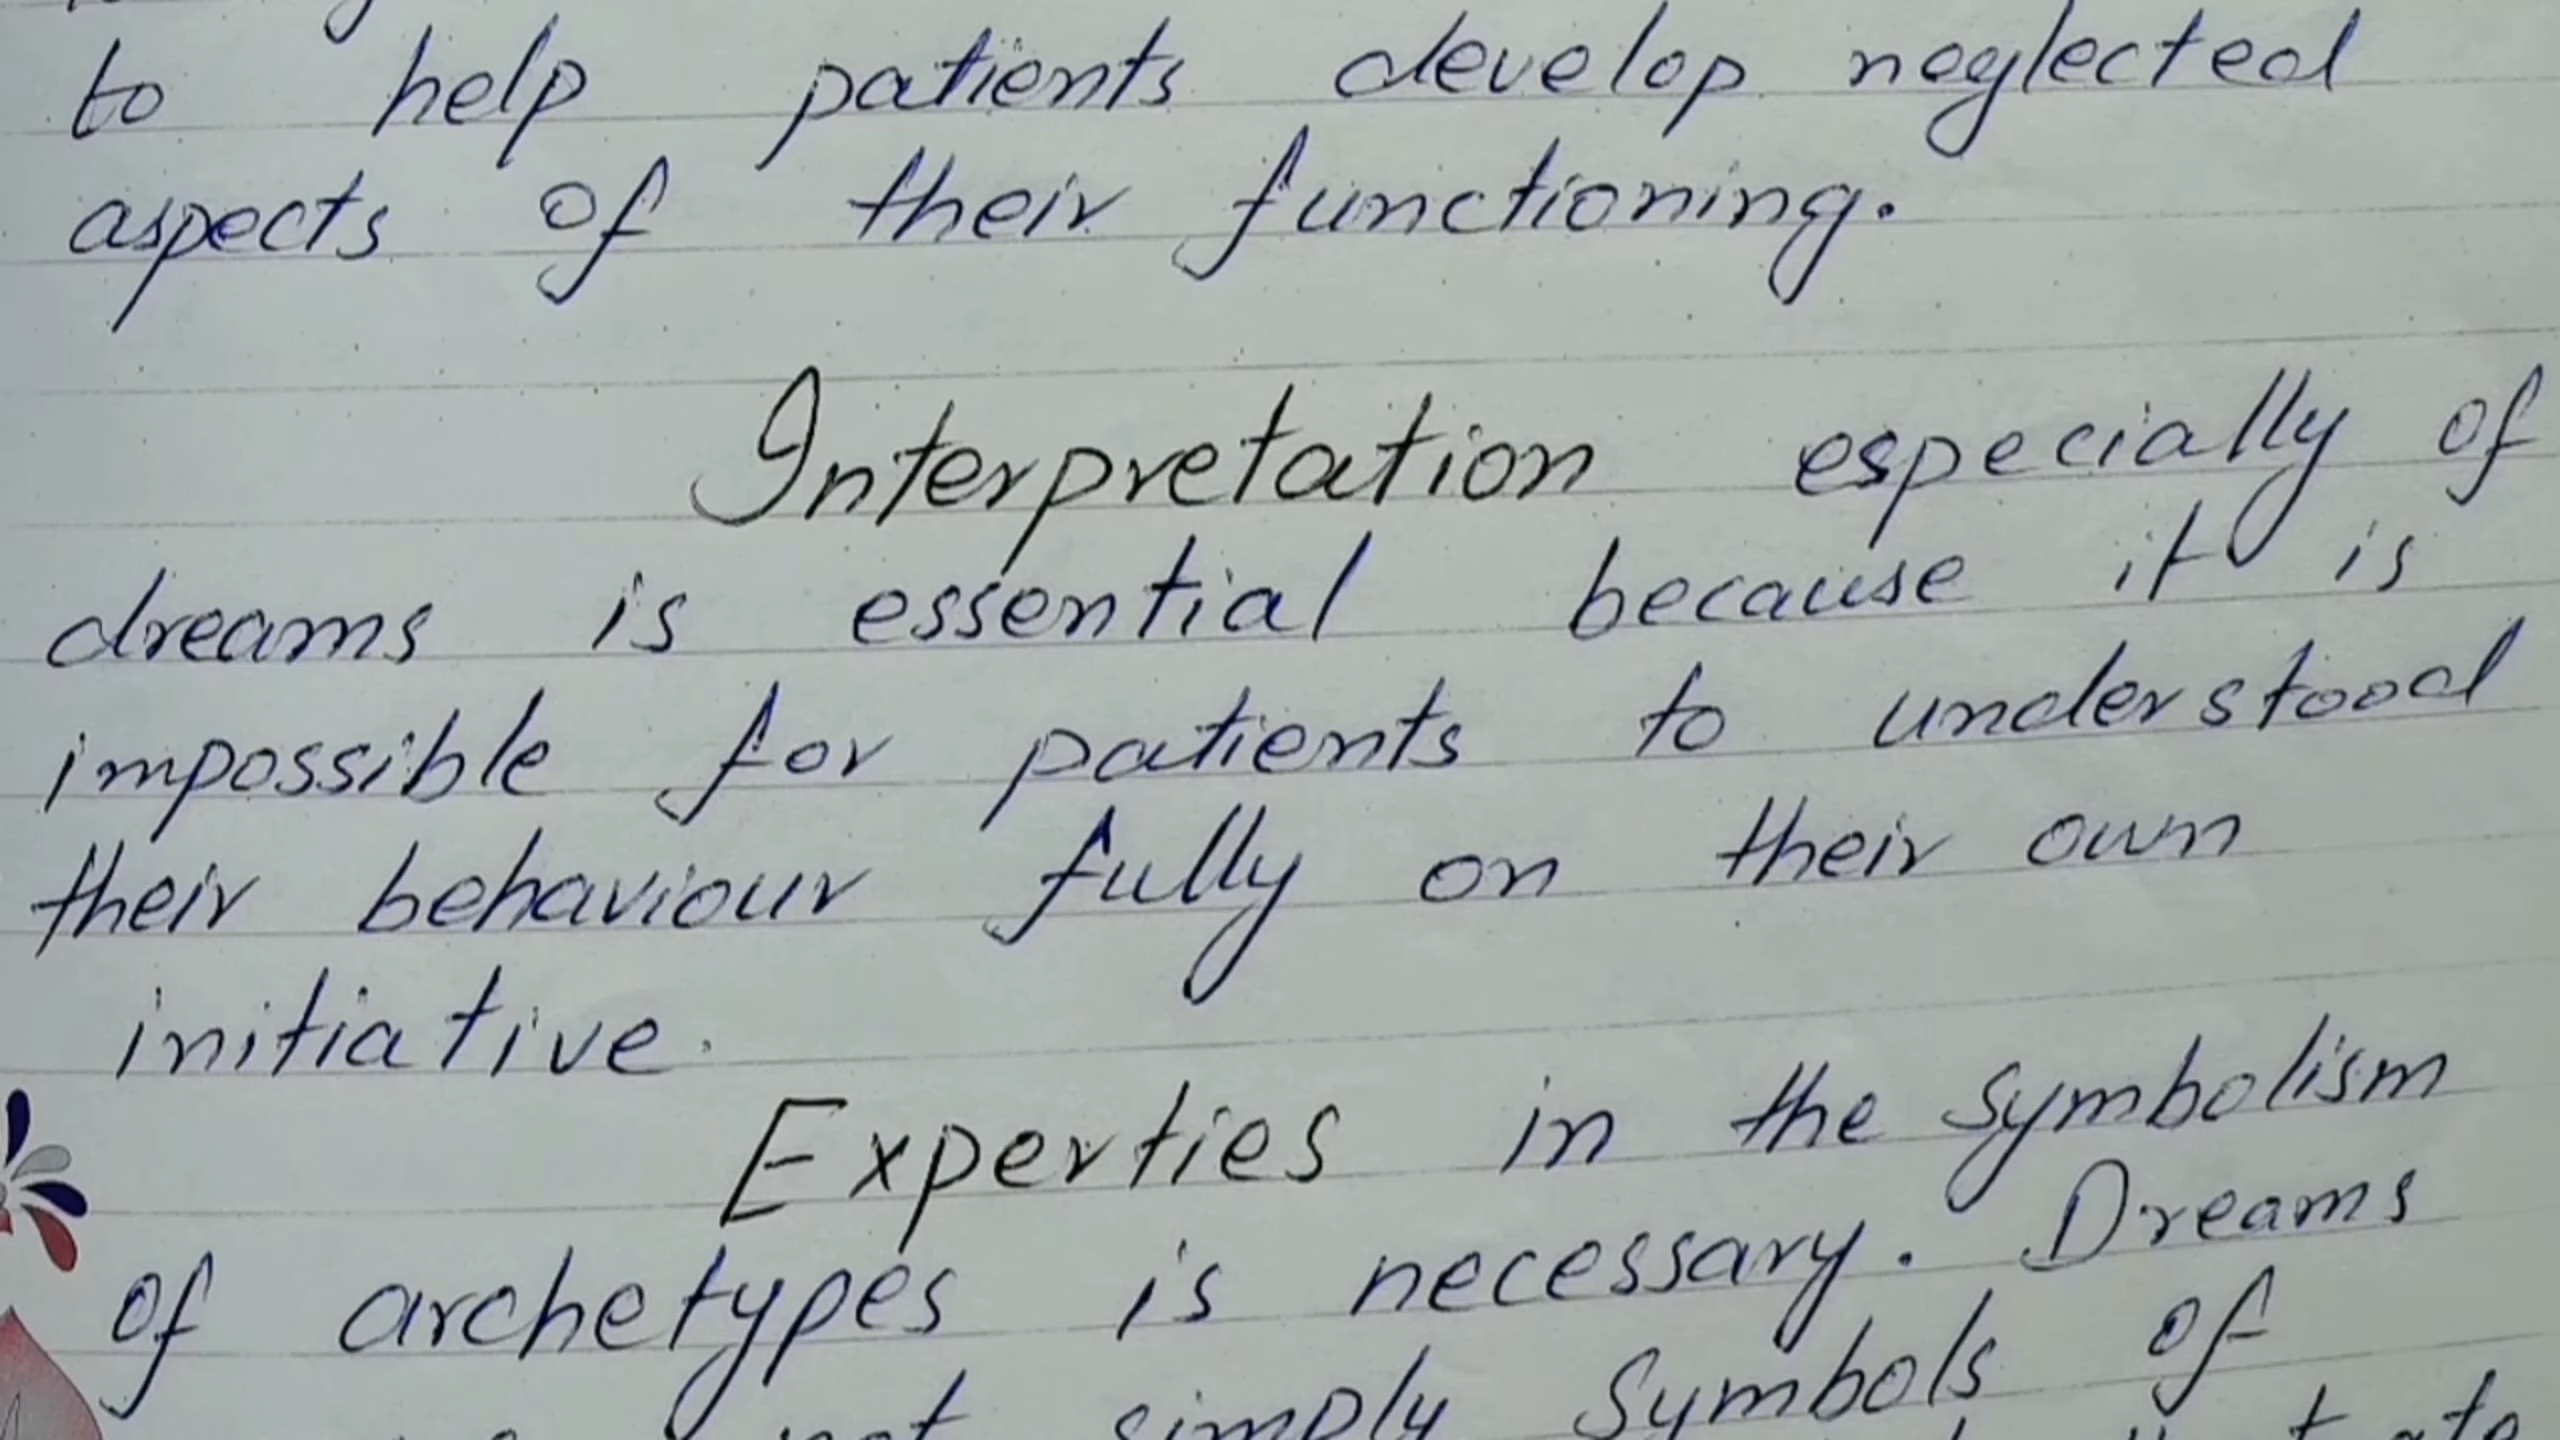 to help patients develop neglected
aspects of their functioning.
Interpretation especially of
dreams is essential because it is
impossible for patients to understood
their behaviour fully on their own
initiative.
Experties in the symbolism
of archetypes is necessary. Dreams
not simply symbols of